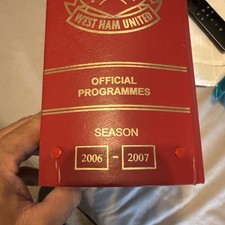 WEST HAM UNITED
OFFICIAL
PROGRAMMES
SEASON
2006 - 2007